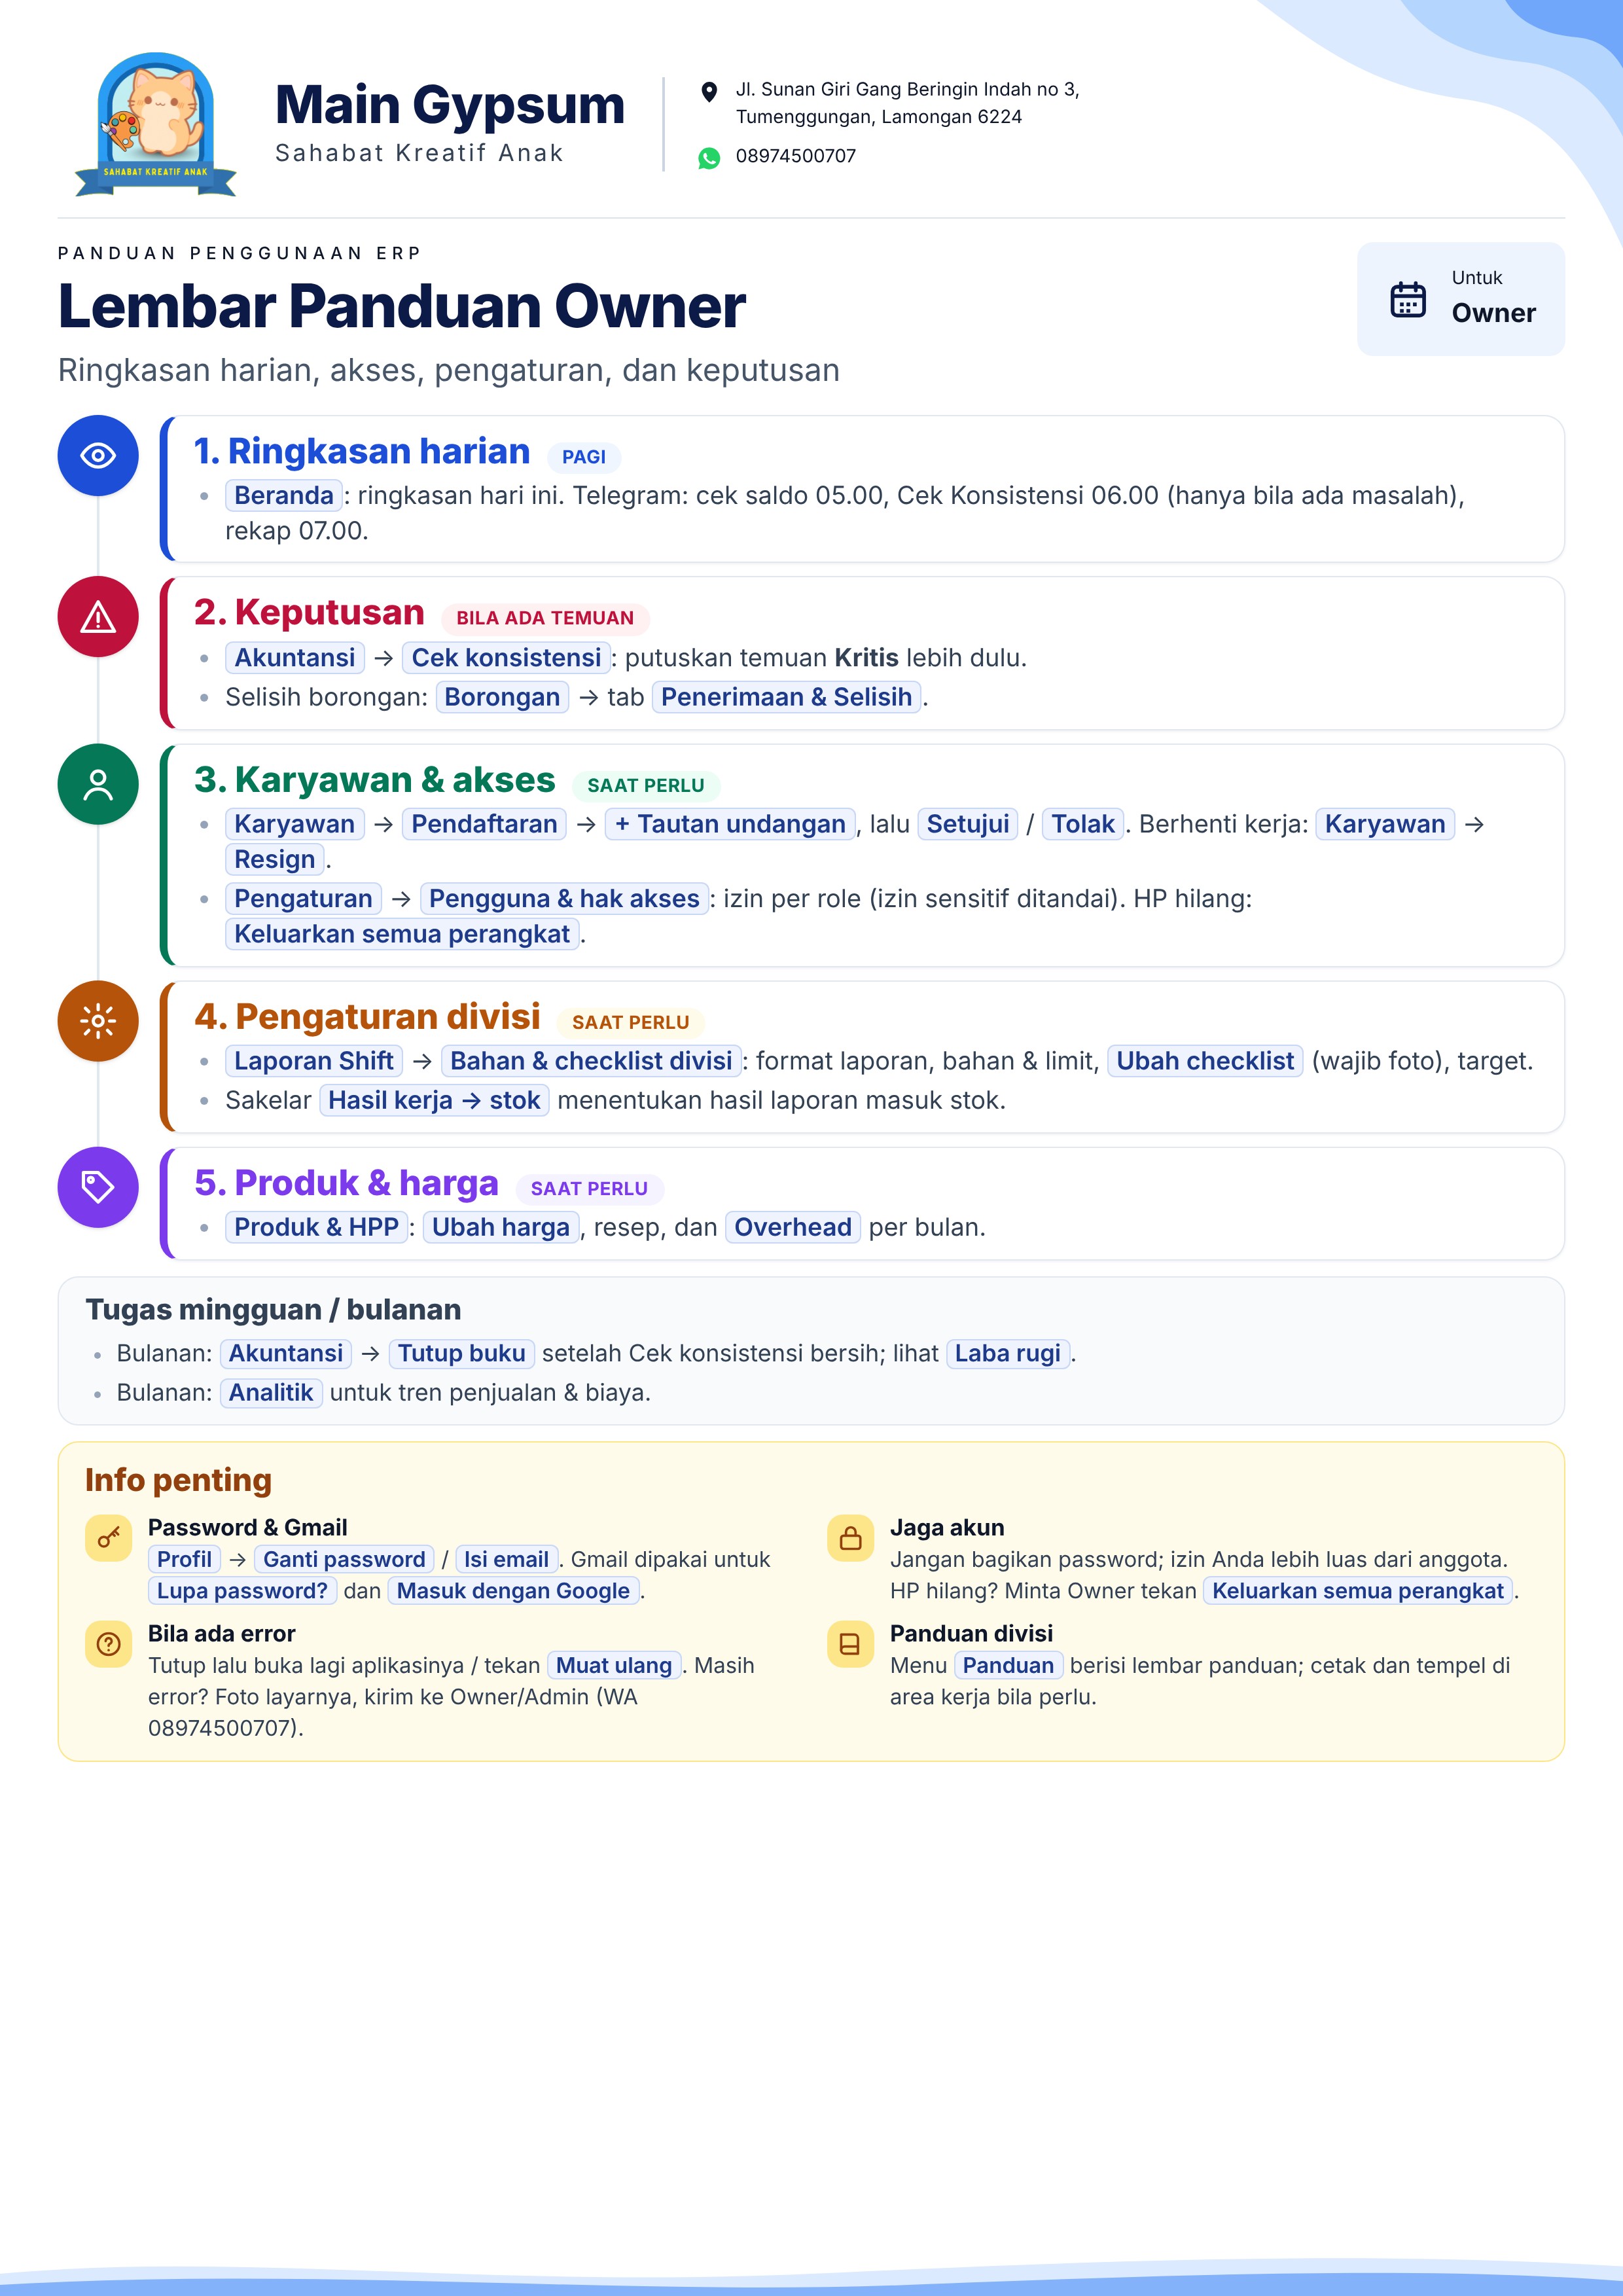 SAHABAT KREATIF ANAK
Main Gypsum
Sahabat Kreatif Anak
Jl. Sunan Giri Gang Beringin Indah no 3,
Tumenggungan, Lamongan 6224
08974500707
PANDUAN PENGGUNAAN ERP
Lembar Panduan Owner
Ringkasan harian, akses, pengaturan, dan keputusan
Untuk
Owner
1. Ringkasan harian PAGI
• Beranda : ringkasan hari ini. Telegram: cek saldo 05.00, Cek Konsistensi 06.00 (hanya bila ada masalah),
rekap 07.00.
2. Keputusan BILA ADA TEMUAN
• Akuntansi → Cek konsistensi : putuskan temuan Kritis lebih dulu.
• Selisih borongan: Borongan → tab Penerimaan & Selisih .
3. Karyawan & akses SAAT PERLU
• Karyawan → Pendaftaran → + Tautan undangan , lalu Setujui / Tolak . Berhenti kerja: Karyawan →
Resign .
• Pengaturan → Pengguna & hak akses : izin per role (izin sensitif ditandai). HP hilang:
Keluarkan semua perangkat .
4. Pengaturan divisi SAAT PERLU
• Laporan Shift → Bahan & checklist divisi : format laporan, bahan & limit, Ubah checklist (wajib foto), target.
• Sakelar Hasil kerja → stok menentukan hasil laporan masuk stok.
5. Produk & harga SAAT PERLU
• Produk & HPP : Ubah harga , resep, dan Overhead per bulan.
Tugas mingguan / bulanan
• Bulanan: Akuntansi → Tutup buku setelah Cek konsistensi bersih; lihat Laba rugi .
• Bulanan: Analitik untuk tren penjualan & biaya.
Info penting
Password & Gmail
Profil → Ganti password / Isi email . Gmail dipakai untuk
Lupa password? dan Masuk dengan Google .
Jaga akun
Jangan bagikan password; izin Anda lebih luas dari anggota.
HP hilang? Minta Owner tekan Keluarkan semua perangkat .
Bila ada error
Tutup lalu buka lagi aplikasinya / tekan Muat ulang . Masih
error? Foto layarnya, kirim ke Owner/Admin (WA
08974500707).
Panduan divisi
Menu Panduan berisi lembar panduan; cetak dan tempel di
area kerja bila perlu.